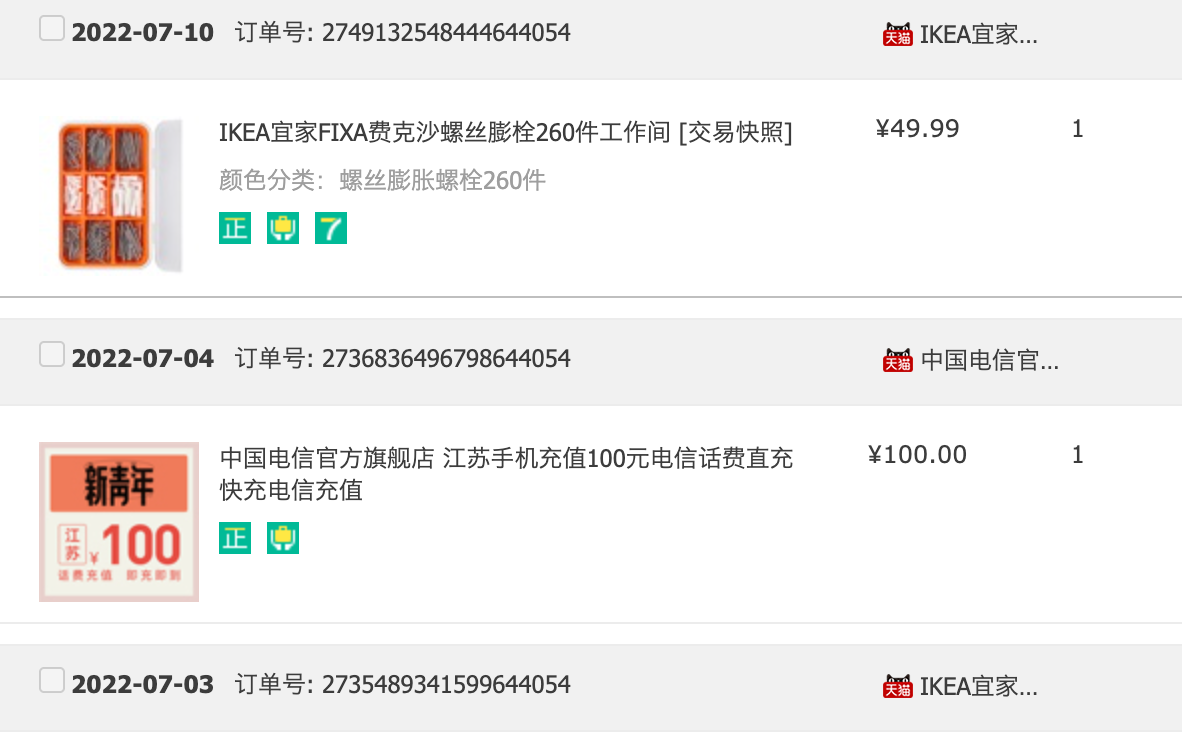 2022-07-10 订单号: 2749132548444644054 天猫 IKEA宜家...
IKEA宜家FIXA费克沙螺丝膨栓260件工作间 [交易快照] ¥49.99 1
颜色分类：螺丝膨胀螺栓260件
正 7
2022-07-04 订单号: 2736836496798644054 天猫 中国电信官...
中国电信官方旗舰店 江苏手机充值100元电信话费直充 ¥100.00 1
快充电信充值
正
新青年
江苏 ¥100
话费充值 即充即到
2022-07-03 订单号: 2735489341599644054 天猫 IKEA宜家...